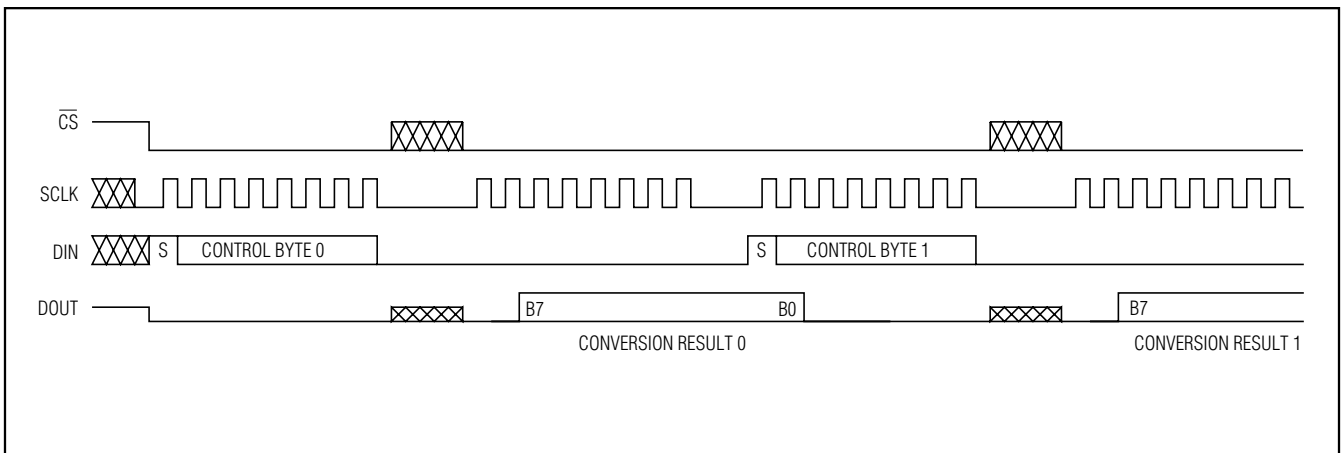 CS
SCLK
DIN S CONTROL BYTE 0 S CONTROL BYTE 1
DOUT B7 B0 B7
CONVERSION RESULT 0 CONVERSION RESULT 1